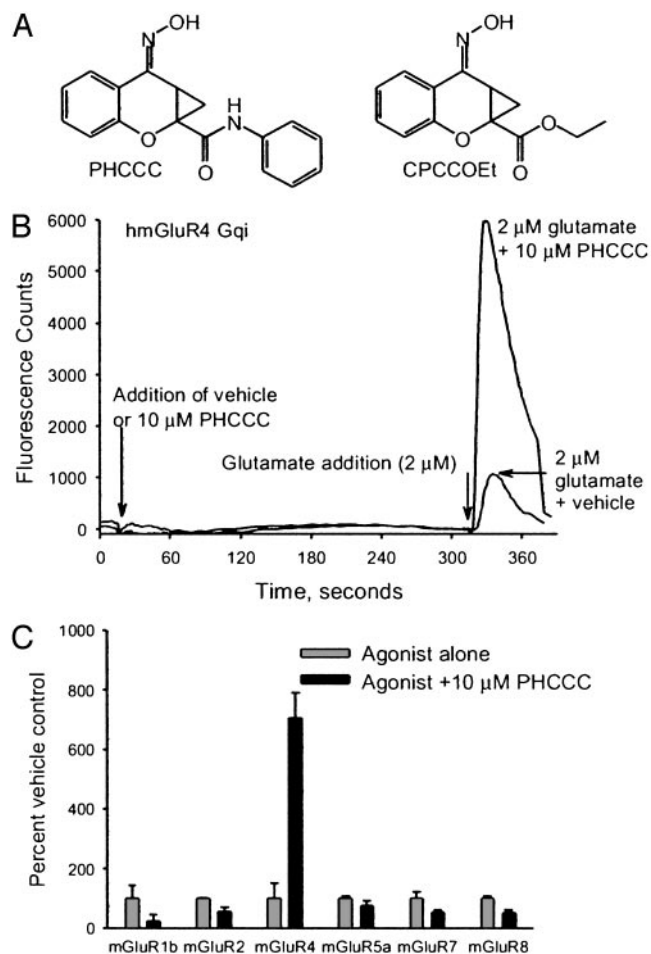 A
N
OH
O
O
H
N
PHCCC
N
OH
O
O
O
CPCCOEt
B
hmGluR4 Gqi
Fluorescence Counts
6000
5000
4000
3000
2000
1000
0
2 μM glutamate
+ 10 μM PHCCC
Addition of vehicle
or 10 μM PHCCC
Glutamate addition (2 μM)
2
μM
glutamate
+ vehicle
0 60 120 180 240 300 360
Time, seconds
C
Percent vehicle control
1000
800
600
400
200
0
Agonist alone
Agonist +10 μM PHCCC
mGluR1b mGluR2 mGluR4 mGluR5a mGluR7 mGluR8